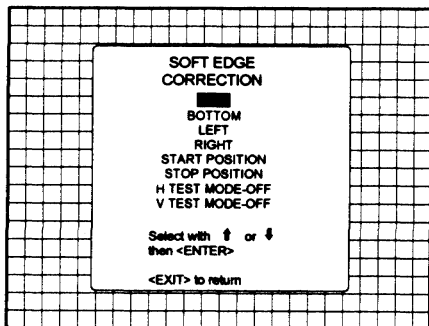 SOFT EDGE
CORRECTION
BOTTOM
LEFT
RIGHT
START POSITION
STOP POSITION
H TEST MODE-OFF
V TEST MODE-OFF
Select with ⬆ or ⬇
then <ENTER>
<EXIT> to return